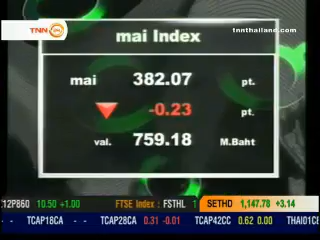 TNN
tnnthailand.com
mai Index
mai 382.07 pt.
-0.23 pt.
val. 759.18 M.Baht
12P860 10.50 +1.00 FTSE Index : FSTHL 1 SETHD 1,147.78 +3.14
- - TCAP18CA - - TCAP28CA 0.31 -0.01 TCAP42CC 0.62 0.00 THAI01C